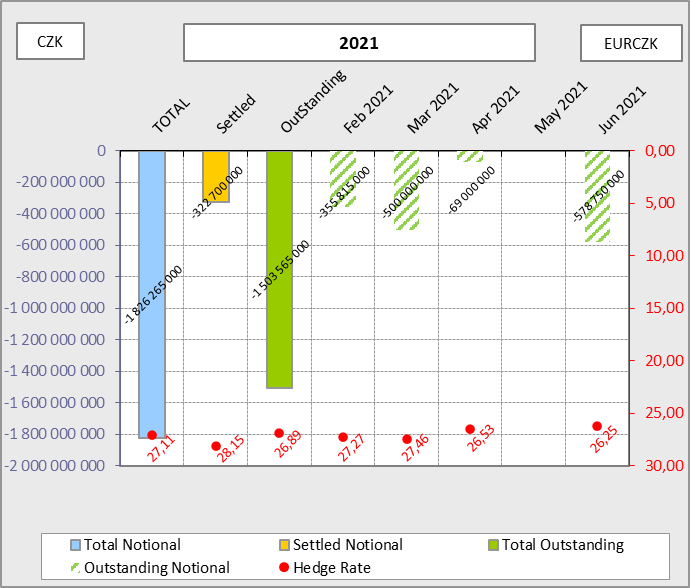 CZK
2021
EURCZK
TOTAL
Settled
OutStanding
Feb 2021
Mar 2021
Apr 2021
May 2021
Jun 2021
0
-200 000 000
-400 000 000
-600 000 000
-800 000 000
-1 000 000 000
-1 200 000 000
-1 400 000 000
-1 600 000 000
-1 800 000 000
-2 000 000 000
0,00
5,00
10,00
15,00
20,00
25,00
30,00
-1 826 265 000
-322 700 000
-1 503 565 000
-355 815 000
-500 000 000
-69 000 000
-578 750 000
27,11
28,15
26,89
27,27
27,46
26,53
26,25
Total Notional
Settled Notional
Total Outstanding
Outstanding Notional
Hedge Rate